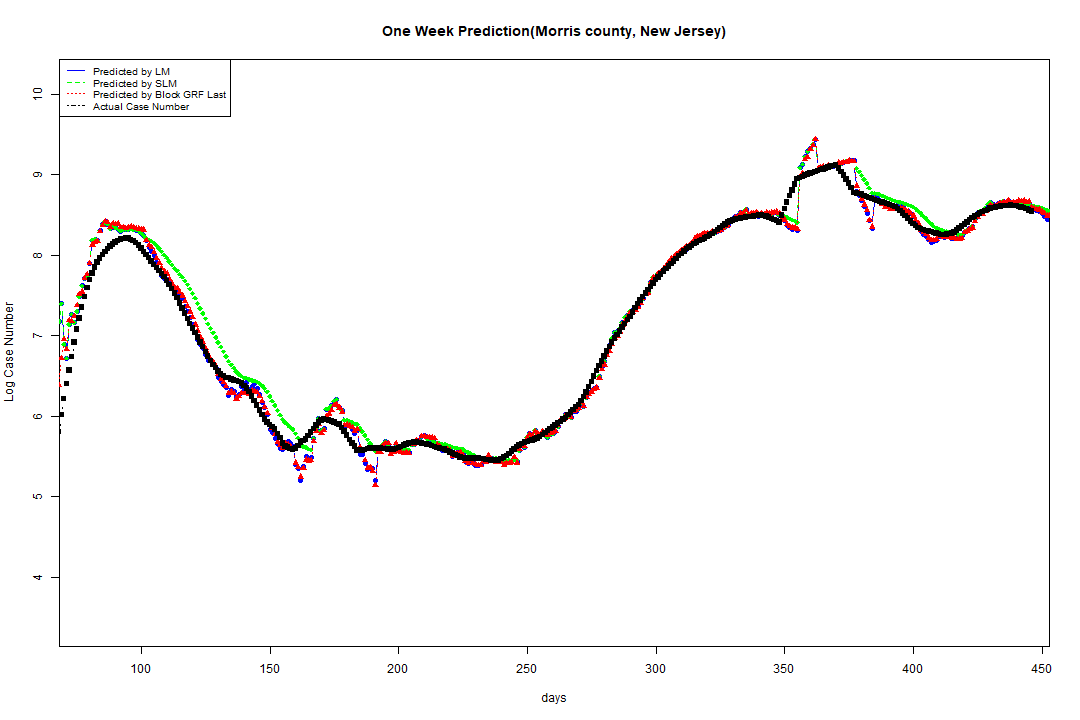 One Week Prediction(Morris county, New Jersey)
Predicted by LM
Predicted by SLM
Predicted by Block GRF Last
Actual Case Number
10
9
8
7
6
5
4
Log Case Number
100 150 200 250 300 350 400 450
days